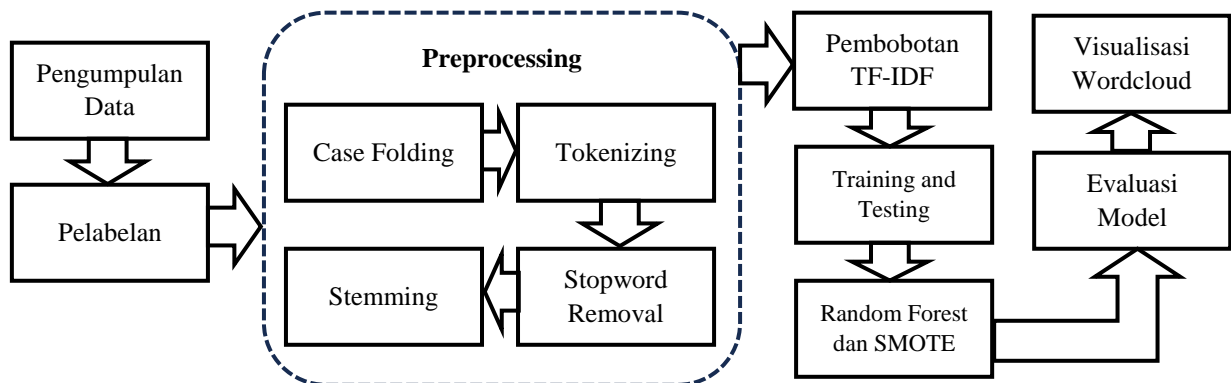 Pengumpulan
Data
Pelabelan
Preprocessing
Case Folding
Tokenizing
Stopword
Removal
Stemming
Pembobotan
TF-IDF
Training and
Testing
Random Forest
dan SMOTE
Evaluasi
Model
Visualisasi
Wordcloud